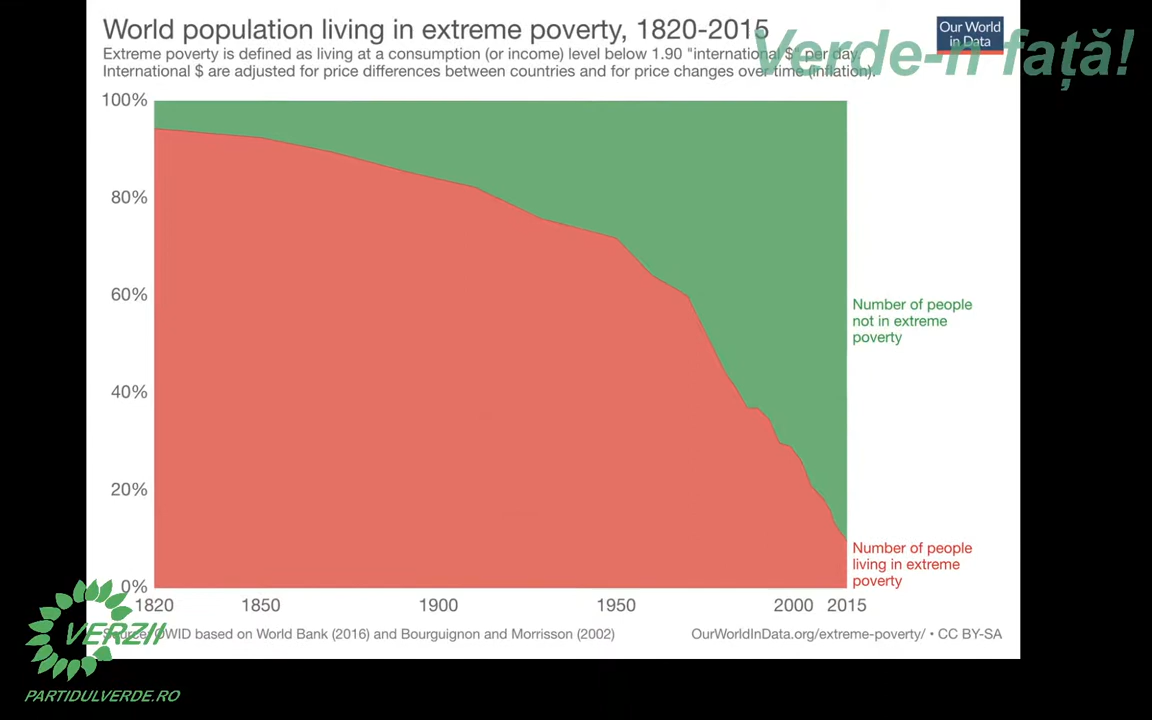 World population living in extreme poverty, 1820-2015
Our World
in Data
Extreme poverty is defined as living at a consumption (or income) level below 1.90 "international $" per day.
International $ are adjusted for price differences between countries and for price changes over time (inflation).
Verde-n față!
100%
80%
60%
40%
20%
0%
Number of people
not in extreme
poverty
Number of people
living in extreme
poverty
1820
1850
1900
1950
2000
2015
Source: OWID based on World Bank (2016) and Bourguignon and Morrisson (2002)
OurWorldInData.org/extreme-poverty/ • CC BY-SA
VERZII
PARTIDULVERDE.RO